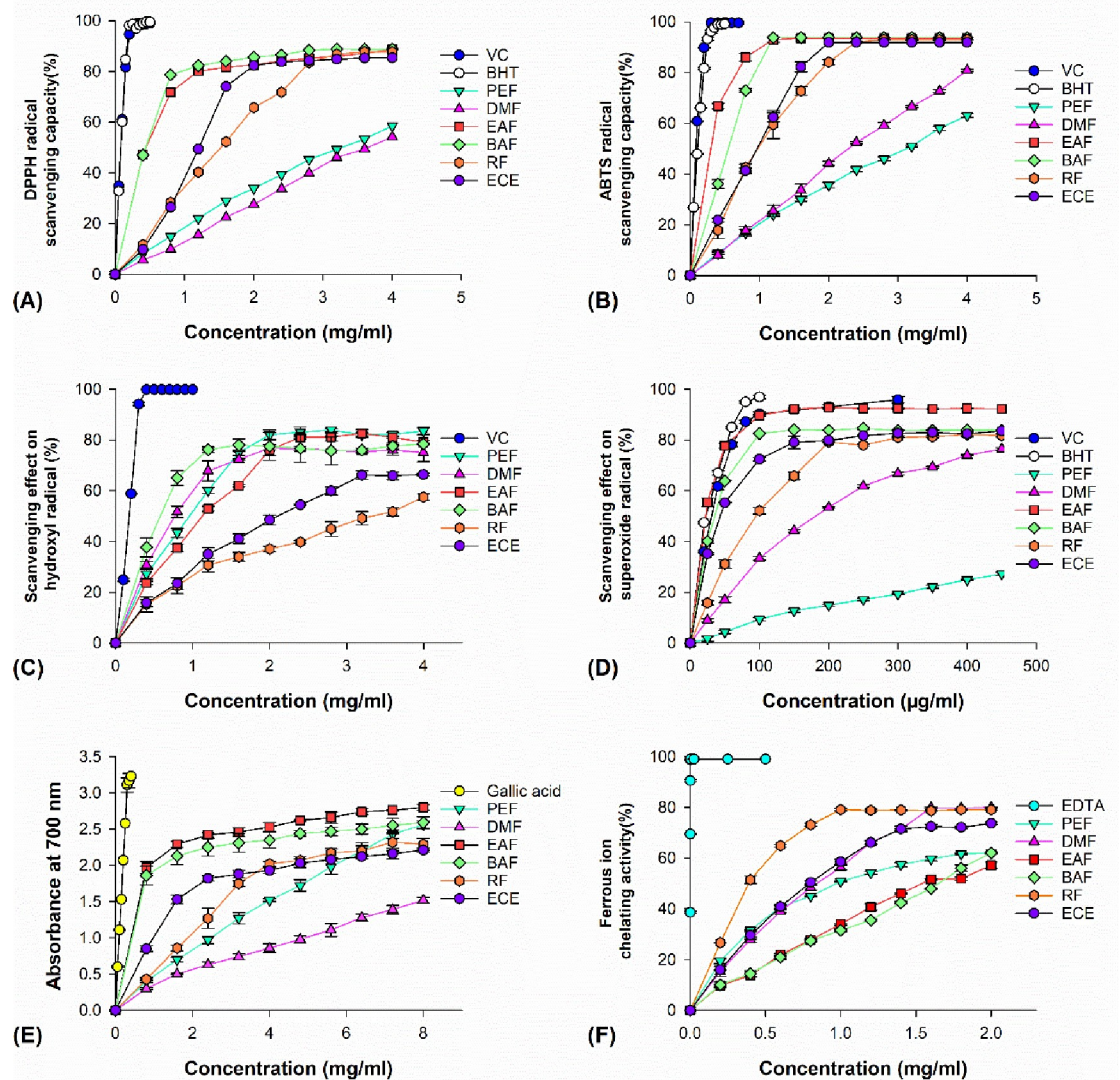 DPPH radical
scanvenging capacity(%)
100
80
60
40
20
0
0
1
2
3
4
5
Concentration (mg/ml)
(A)
VC
BHT
PEF
DMF
EAF
BAF
RF
ECE
ABTS radical
scanvenging capacity(%)
100
80
60
40
20
0
0
1
2
3
4
5
Concentration (mg/ml)
(B)
VC
BHT
PEF
DMF
EAF
BAF
RF
ECE
Scanvenging effect on
hydroxyl radical (%)
100
80
60
40
20
0
0
1
2
3
4
Concentration (mg/ml)
(C)
VC
PEF
DMF
EAF
BAF
RF
ECE
Scanvenging effect on
superoxide radical (%)
100
80
60
40
20
0
0
100
200
300
400
500
Concentration (μg/ml)
(D)
VC
BHT
PEF
DMF
EAF
BAF
RF
ECE
Absorbance at 700 nm
3.5
3.0
2.5
2.0
1.5
1.0
0.5
0.0
0
2
4
6
8
Concentration (mg/ml)
(E)
Gallic acid
PEF
DMF
EAF
BAF
RF
ECE
Ferrous ion
chelating activity(%)
100
80
60
40
20
0
0.0
0.5
1.0
1.5
2.0
Concentration (mg/ml)
(F)
EDTA
PEF
DMF
EAF
BAF
RF
ECE